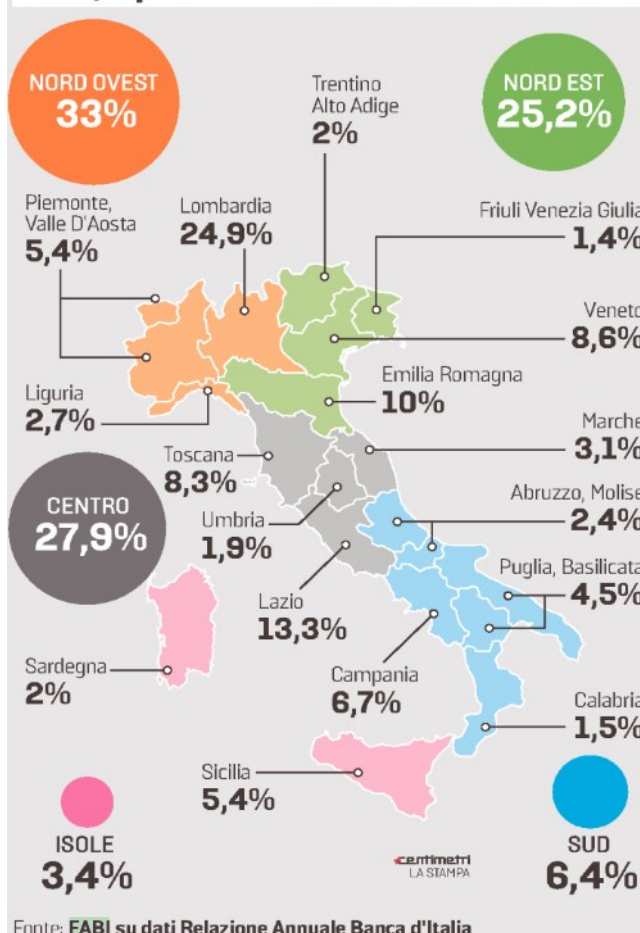 NORD OVEST
33%
NORD EST
25,2%
Trentino
Alto Adige
2%
Piemonte,
Valle D'Aosta
5,4%
Lombardia
24,9%
Friuli Venezia Giulia
1,4%
Veneto
8,6%
Emilia Romagna
10%
Liguria
2,7%
Marche
3,1%
Toscana
8,3%
CENTRO
27,9%
Umbria
1,9%
Abruzzo, Molise
2,4%
Puglia, Basilicata
4,5%
Lazio
13,3%
Sardegna
2%
Campania
6,7%
Calabria
1,5%
Sicilia
5,4%
ISOLE
3,4%
centimetri
LA STAMPA
SUD
6,4%
Fonte: FABI su dati Relazione Annuale Banca d'Italia